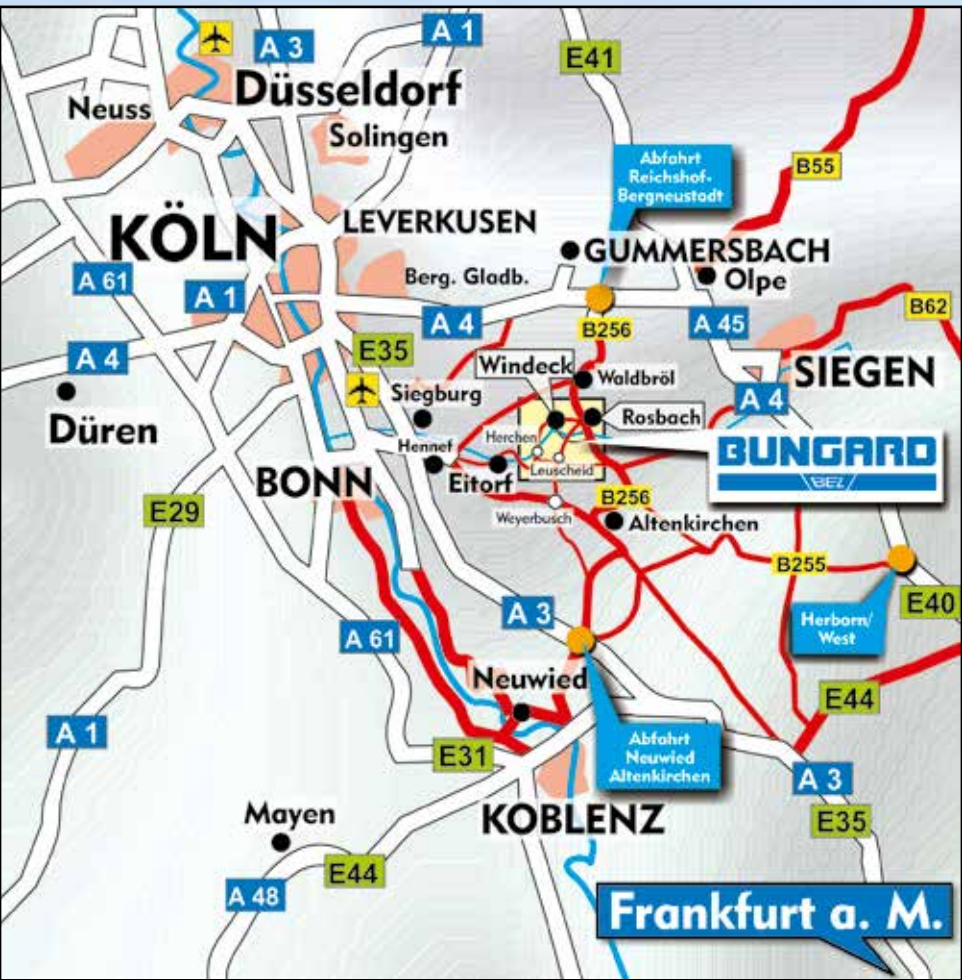 A 3
A 1
E41
Düsseldorf
Neuss
Solingen
Abfahrt
Reichshof-
Bergneustadt
B55
KÖLN
LEVERKUSEN
GUMMERSBACH
A 61
A 1
Berg. Gladb.
Olpe
A 4
B256
A 45
B62
A 4
E35
Windeck
Waldbröl
SIEGEN
Düren
Siegburg
A 4
Rosbach
Herchen
Hennef
Leuscheid
BUNGARD
BEZ
BONN
Eitorf
E29
Weyerbusch
B256
Altenkirchen
B255
A 3
Herborn/
West
E40
A 61
Neuwied
E44
A 1
E31
Abfahrt
Neuwied
Altenkirchen
A 3
Mayen
KOBLENZ
E35
E44
A 48
Frankfurt a. M.